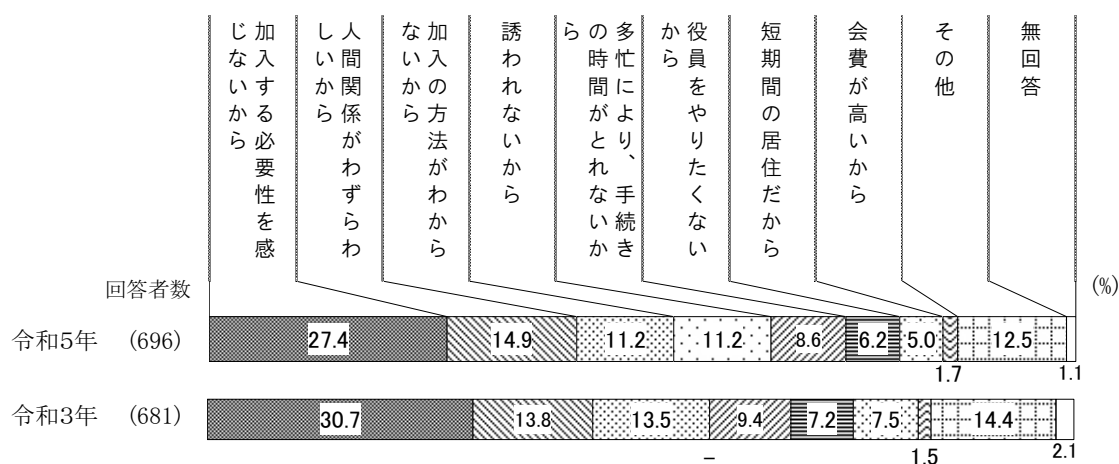 加入する必要性を感
じないから
人間関係がわずらわ
しいから
加入の方法がわから
ないから
誘われないから
多忙により、手続き
の時間がとれないか
ら
役員をやりたくない
から
短期間の居住だから
会費が高いから
その他
無回答
回答者数
(%)
令和5年 (696)
27.4 14.9 11.2 11.2 8.6 6.2 5.0 12.5
1.7 1.1
令和3年 (681)
30.7 13.8 13.5 9.4 7.2 7.5 14.4
– 1.5 2.1